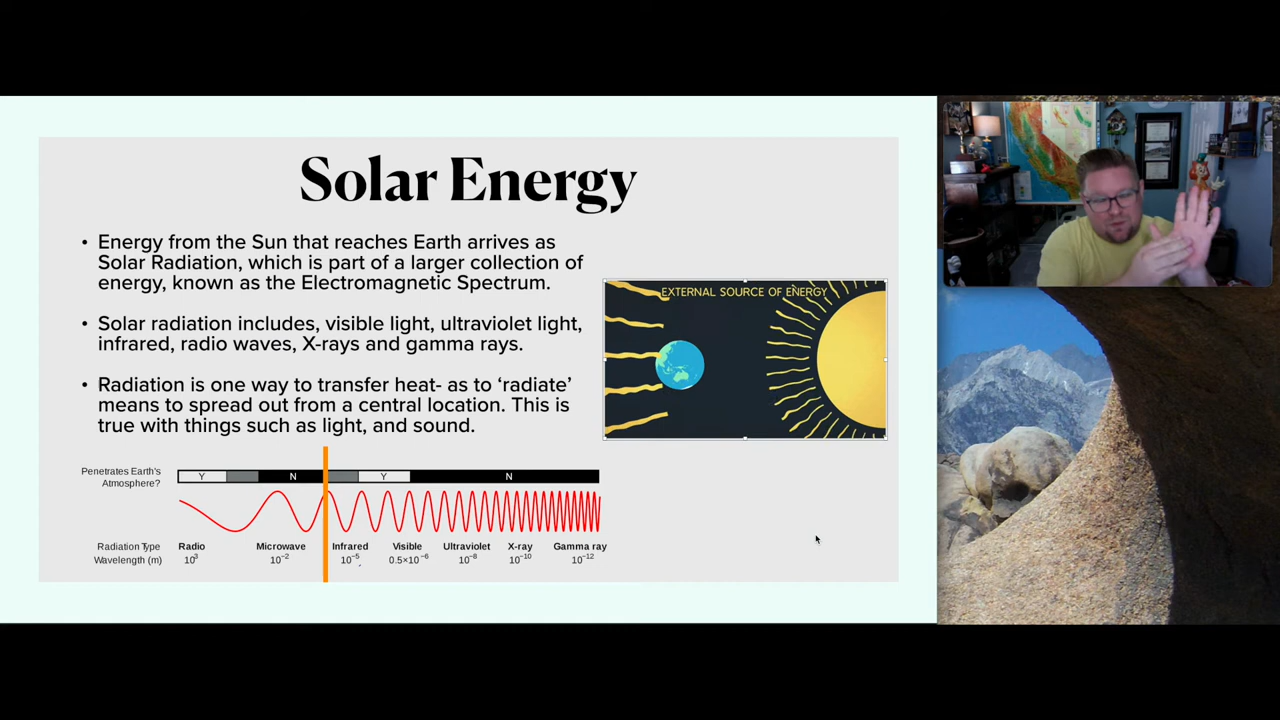 Solar Energy
• Energy from the Sun that reaches Earth arrives as
Solar Radiation, which is part of a larger collection of
energy, known as the Electromagnetic Spectrum.
• Solar radiation includes, visible light, ultraviolet light,
infrared, radio waves, X-rays and gamma rays.
• Radiation is one way to transfer heat- as to ‘radiate’
means to spread out from a central location. This is
true with things such as light, and sound.
EXTERNAL SOURCE OF ENERGY
Penetrates Earth's
Atmosphere?
Y N Y N
Radiation Type Radio Microwave Infrared Visible Ultraviolet X-ray Gamma ray
Wavelength (m) 10³ 10⁻² 10⁻⁵ 0.5×10⁻⁶ 10⁻⁸ 10⁻¹⁰ 10⁻¹²